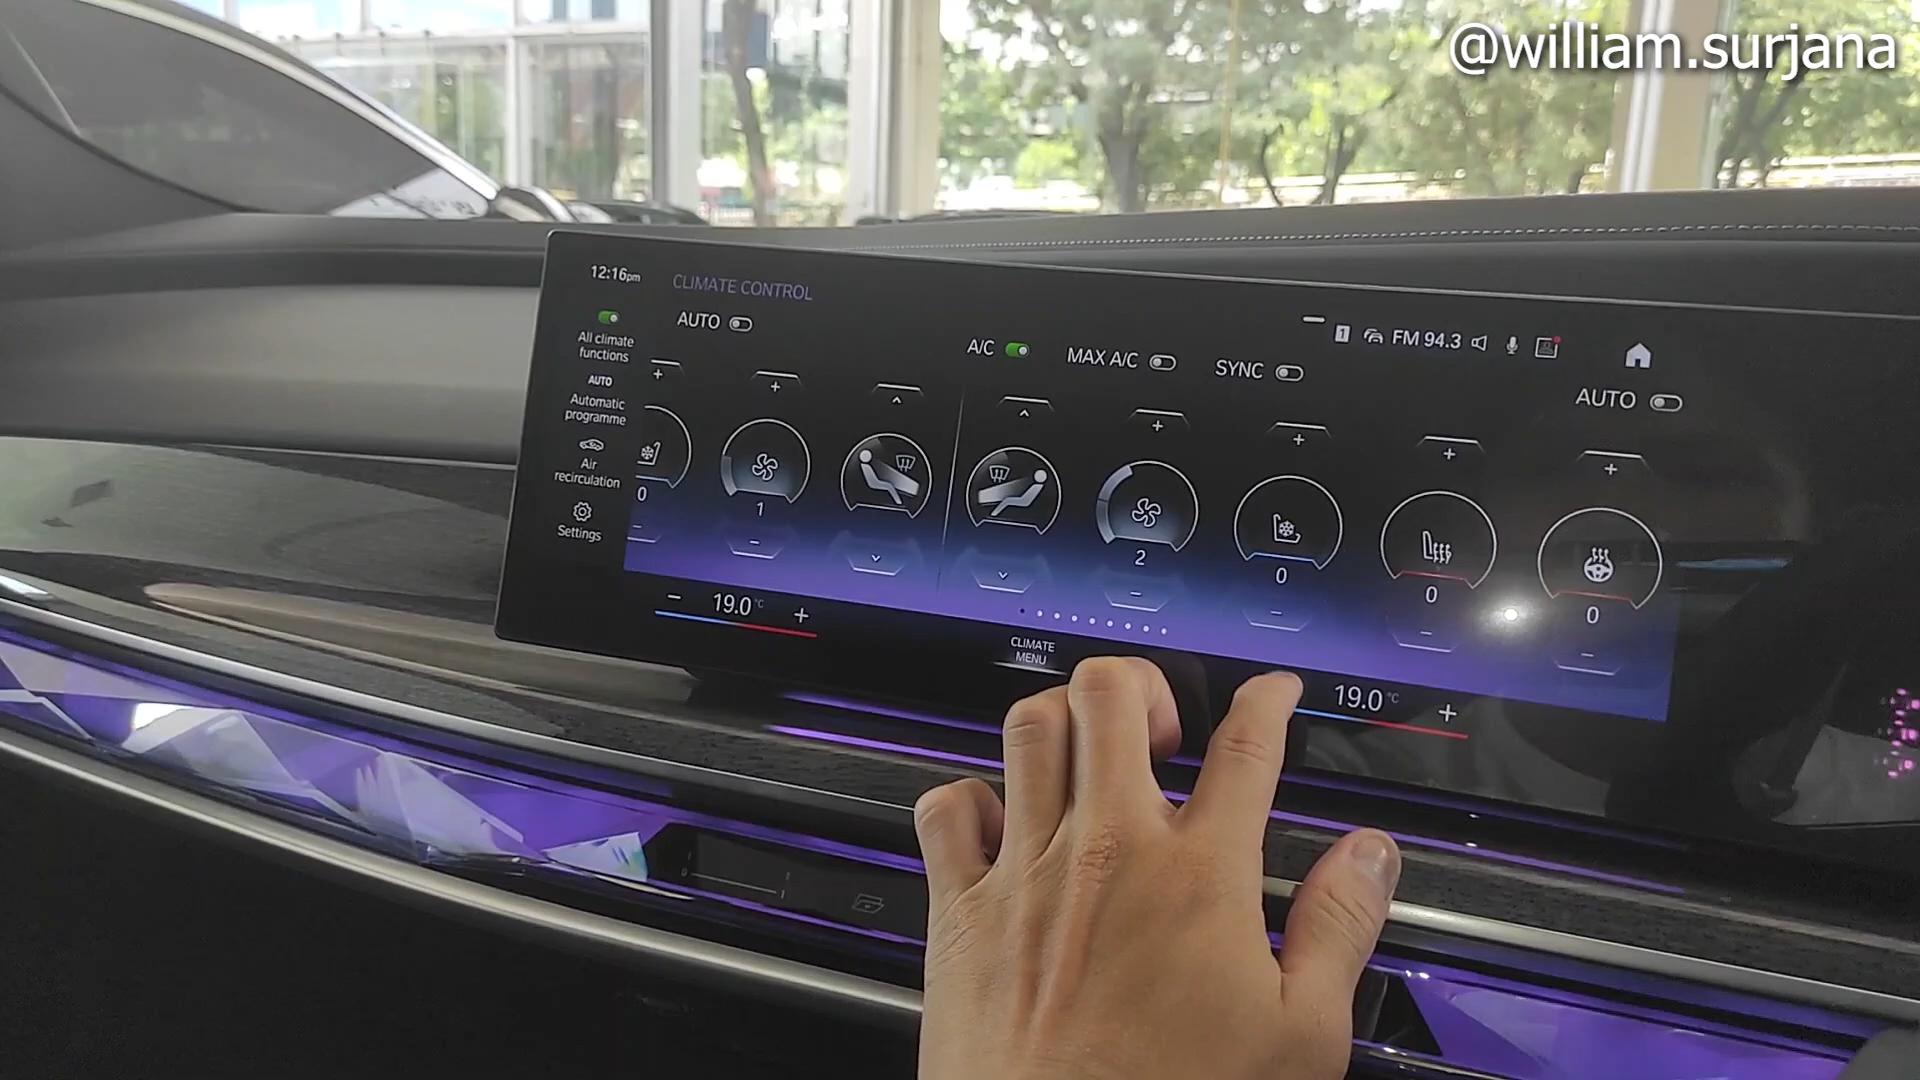 @william.surjana
12:16pm
CLIMATE CONTROL
1
FM 94.3
All climate
functions
AUTO
Automatic
programme
Air
recirculation
Settings
AUTO
A/C
MAX A/C
SYNC
AUTO
+
+
+
+
+
+
0
1
2
0
0
0
−
−
−
−
−
−
− 19.0 °C +
CLIMATE
MENU
19.0 °C +